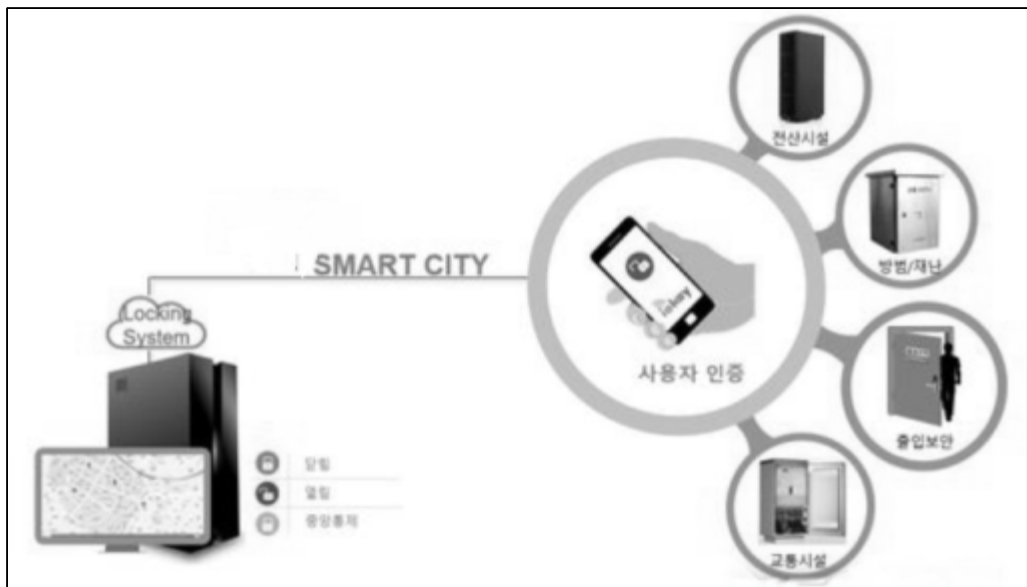 전산시설
방범/재난
SMART CITY
Locking
System
사용자 인증
출입보안
닫힘
열림
중앙통제
교통시설